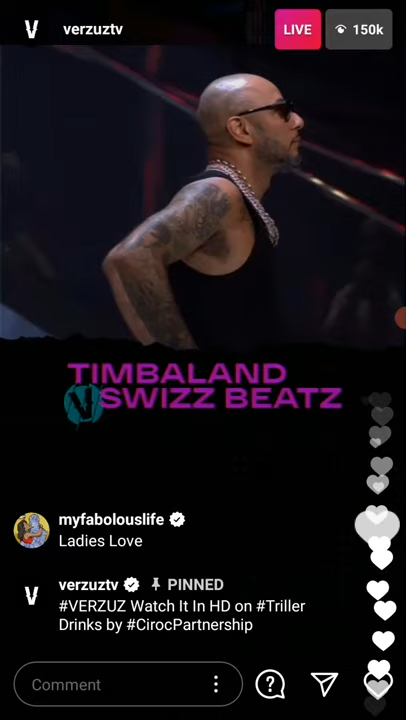 verzuztv
LIVE
150k
TIMBALAND
V SWIZZ BEATZ
myfabolouslife
Ladies Love
verzuztv PINNED
#VERZUZ Watch It In HD on #Triller
Drinks by #CirocPartnership
Comment